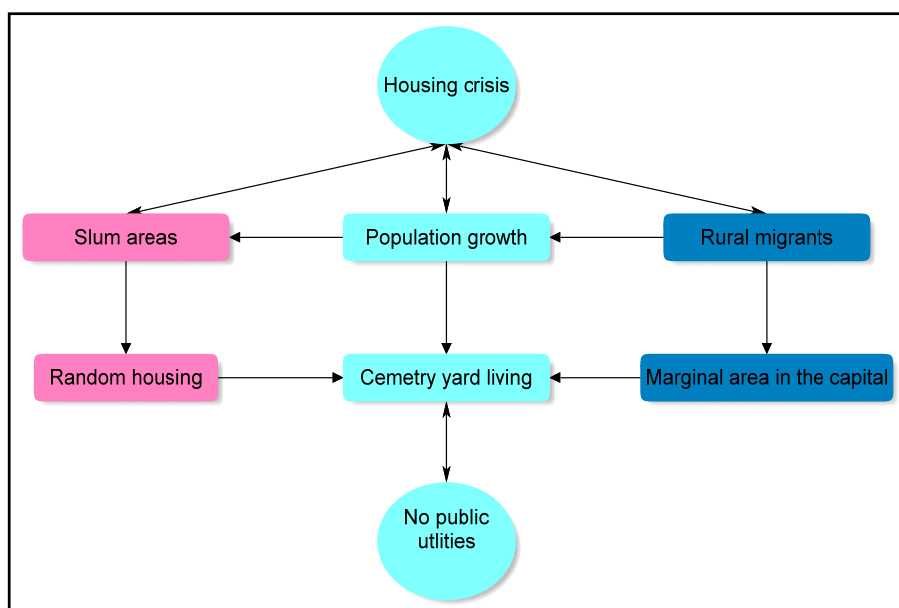 Housing crisis
Slum areas
Population growth
Rural migrants
Random housing
Cemetry yard living
Marginal area in the capital
No public
utlities